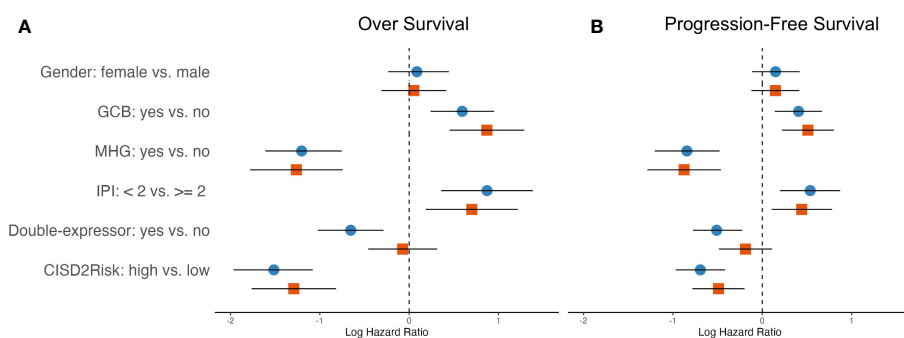 A
Over Survival
B
Progression-Free Survival
Gender: female vs. male
GCB: yes vs. no
MHG: yes vs. no
IPI: < 2 vs. >= 2
Double-expressor: yes vs. no
CISD2Risk: high vs. low
-2 -1 0 1
Log Hazard Ratio
-2 -1 0 1
Log Hazard Ratio